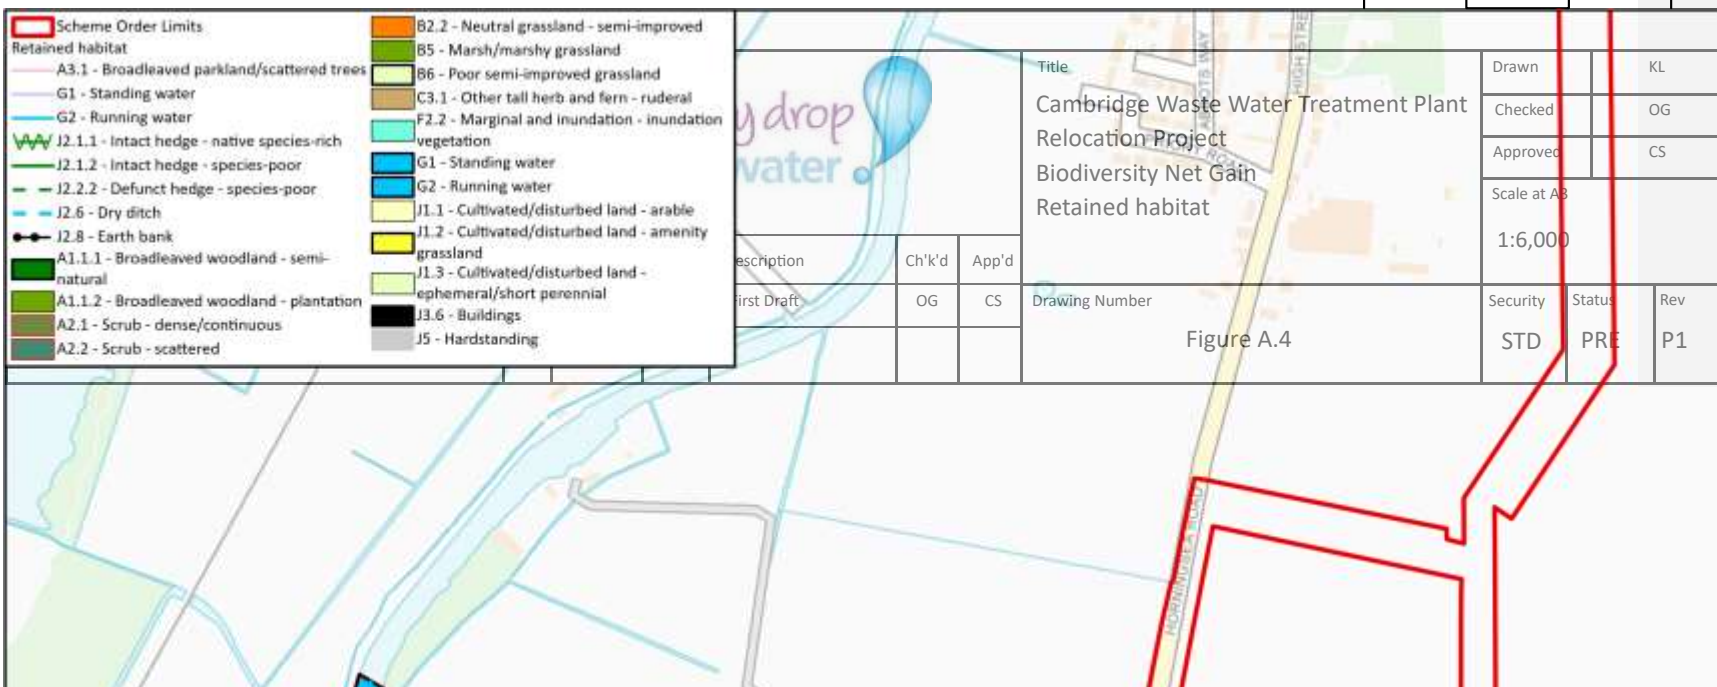 Scheme Order Limits
Retained habitat
A3.1 - Broadleaved parkland/scattered trees
G1 - Standing water
G2 - Running water
J2.1.1 - Intact hedge - native species-rich
J2.1.2 - Intact hedge - species-poor
J2.2.2 - Defunct hedge - species-poor
J2.6 - Dry ditch
J2.8 - Earth bank
A1.1.1 - Broadleaved woodland - semi-
natural
A1.1.2 - Broadleaved woodland - plantation
A2.1 - Scrub - dense/continuous
A2.2 - Scrub - scattered
B2.2 - Neutral grassland - semi-improved
B5 - Marsh/marshy grassland
B6 - Poor semi-improved grassland
C3.1 - Other tall herb and fern - ruderal
F2.2 - Marginal and inundation - inundation
vegetation
G1 - Standing water
G2 - Running water
J1.1 - Cultivated/disturbed land - arable
J1.2 - Cultivated/disturbed land - amenity
grassland
J1.3 - Cultivated/disturbed land -
ephemeral/short perennial
J3.6 - Buildings
J5 - Hardstanding
y drop
water
escription
Ch'k'd
App'd
First Draft
OG
CS
Title
Cambridge Waste Water Treatment Plant
Relocation Project
Biodiversity Net Gain
Retained habitat
Drawing Number
Figure A.4
Drawn
KL
Checked
OG
Approved
CS
Scale at A3
1:6,000
Security
Status
Rev
STD
PRE
P1
ABBOTS WAY
HIGH STREE
PRIORY ROAD
HORNINGSEA ROAD